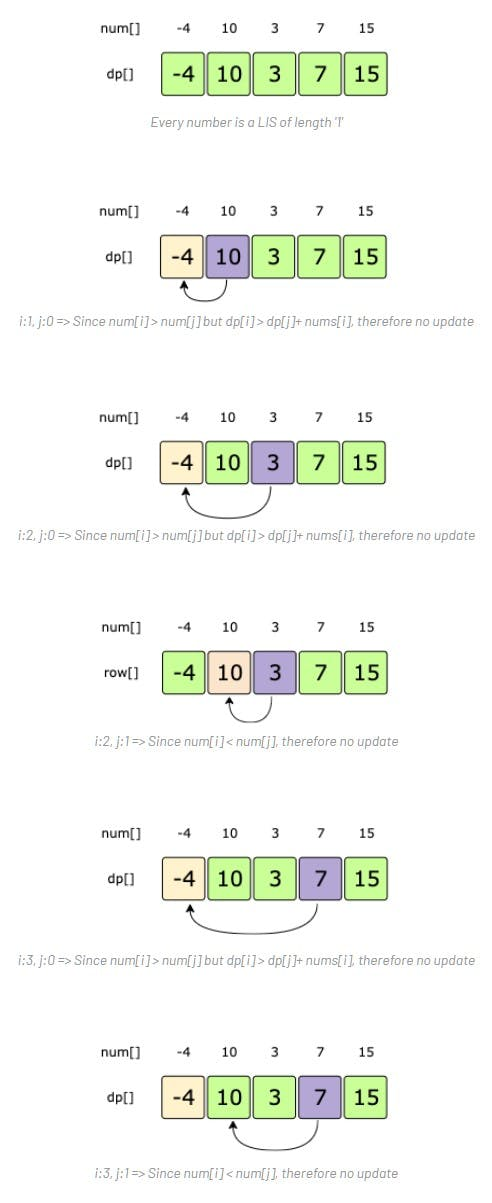 num[] -4 10 3 7 15
dp[] -4 10 3 7 15
Every number is a LIS of length '1'
num[] -4 10 3 7 15
dp[] -4 10 3 7 15
i:1, j:0 => Since num[i] > num[j] but dp[i] > dp[j]+ nums[i], therefore no update
num[] -4 10 3 7 15
dp[] -4 10 3 7 15
i:2, j:0 => Since num[i] > num[j] but dp[i] > dp[j]+ nums[i], therefore no update
num[] -4 10 3 7 15
row[] -4 10 3 7 15
i:2, j:1 => Since num[i] < num[j], therefore no update
num[] -4 10 3 7 15
dp[] -4 10 3 7 15
i:3, j:0 => Since num[i] > num[j] but dp[i] > dp[j]+ nums[i], therefore no update
num[] -4 10 3 7 15
dp[] -4 10 3 7 15
i:3, j:1 => Since num[i] < num[j], therefore no update